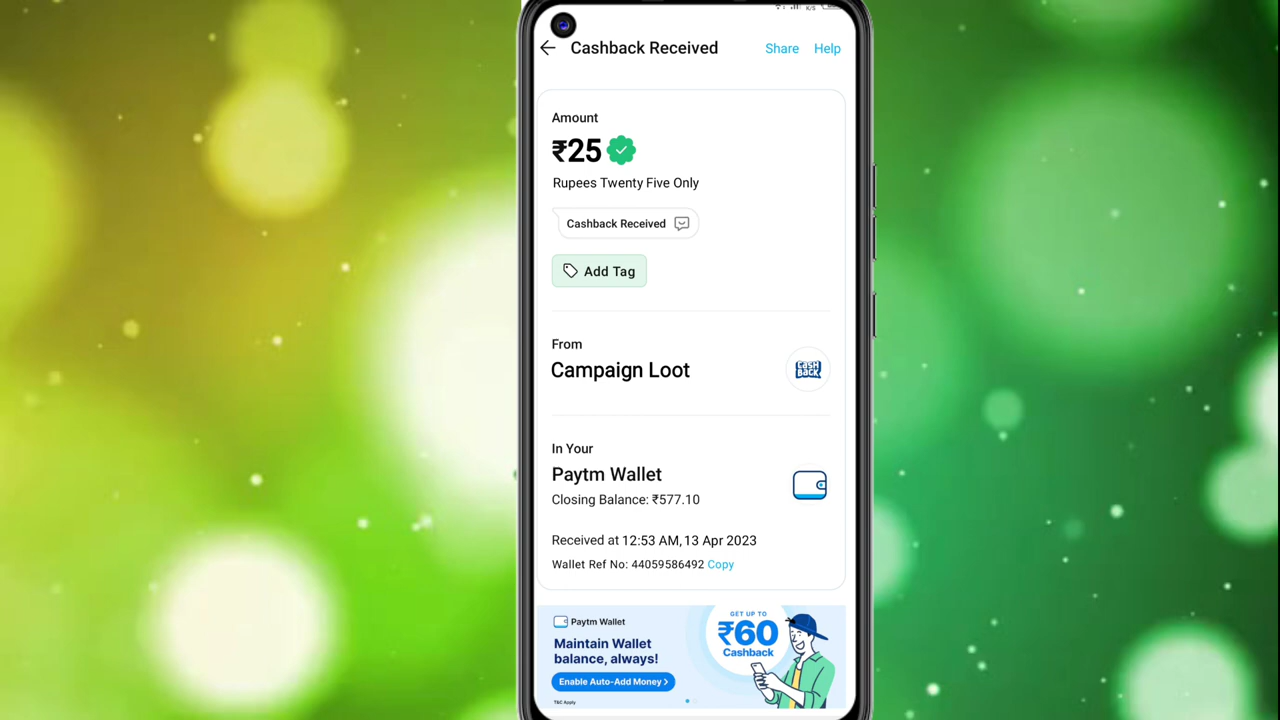 K/S
Cashback Received Share Help
Amount
₹25
Rupees Twenty Five Only
Cashback Received
Add Tag
From
Campaign Loot
CASH
BACK
In Your
Paytm Wallet
Closing Balance: ₹577.10
Received at 12:53 AM, 13 Apr 2023
Wallet Ref No: 44059586492 Copy
Paytm Wallet
Maintain Wallet
balance, always!
Enable Auto-Add Money >
T&C Apply
GET UP TO
₹60
Cashback